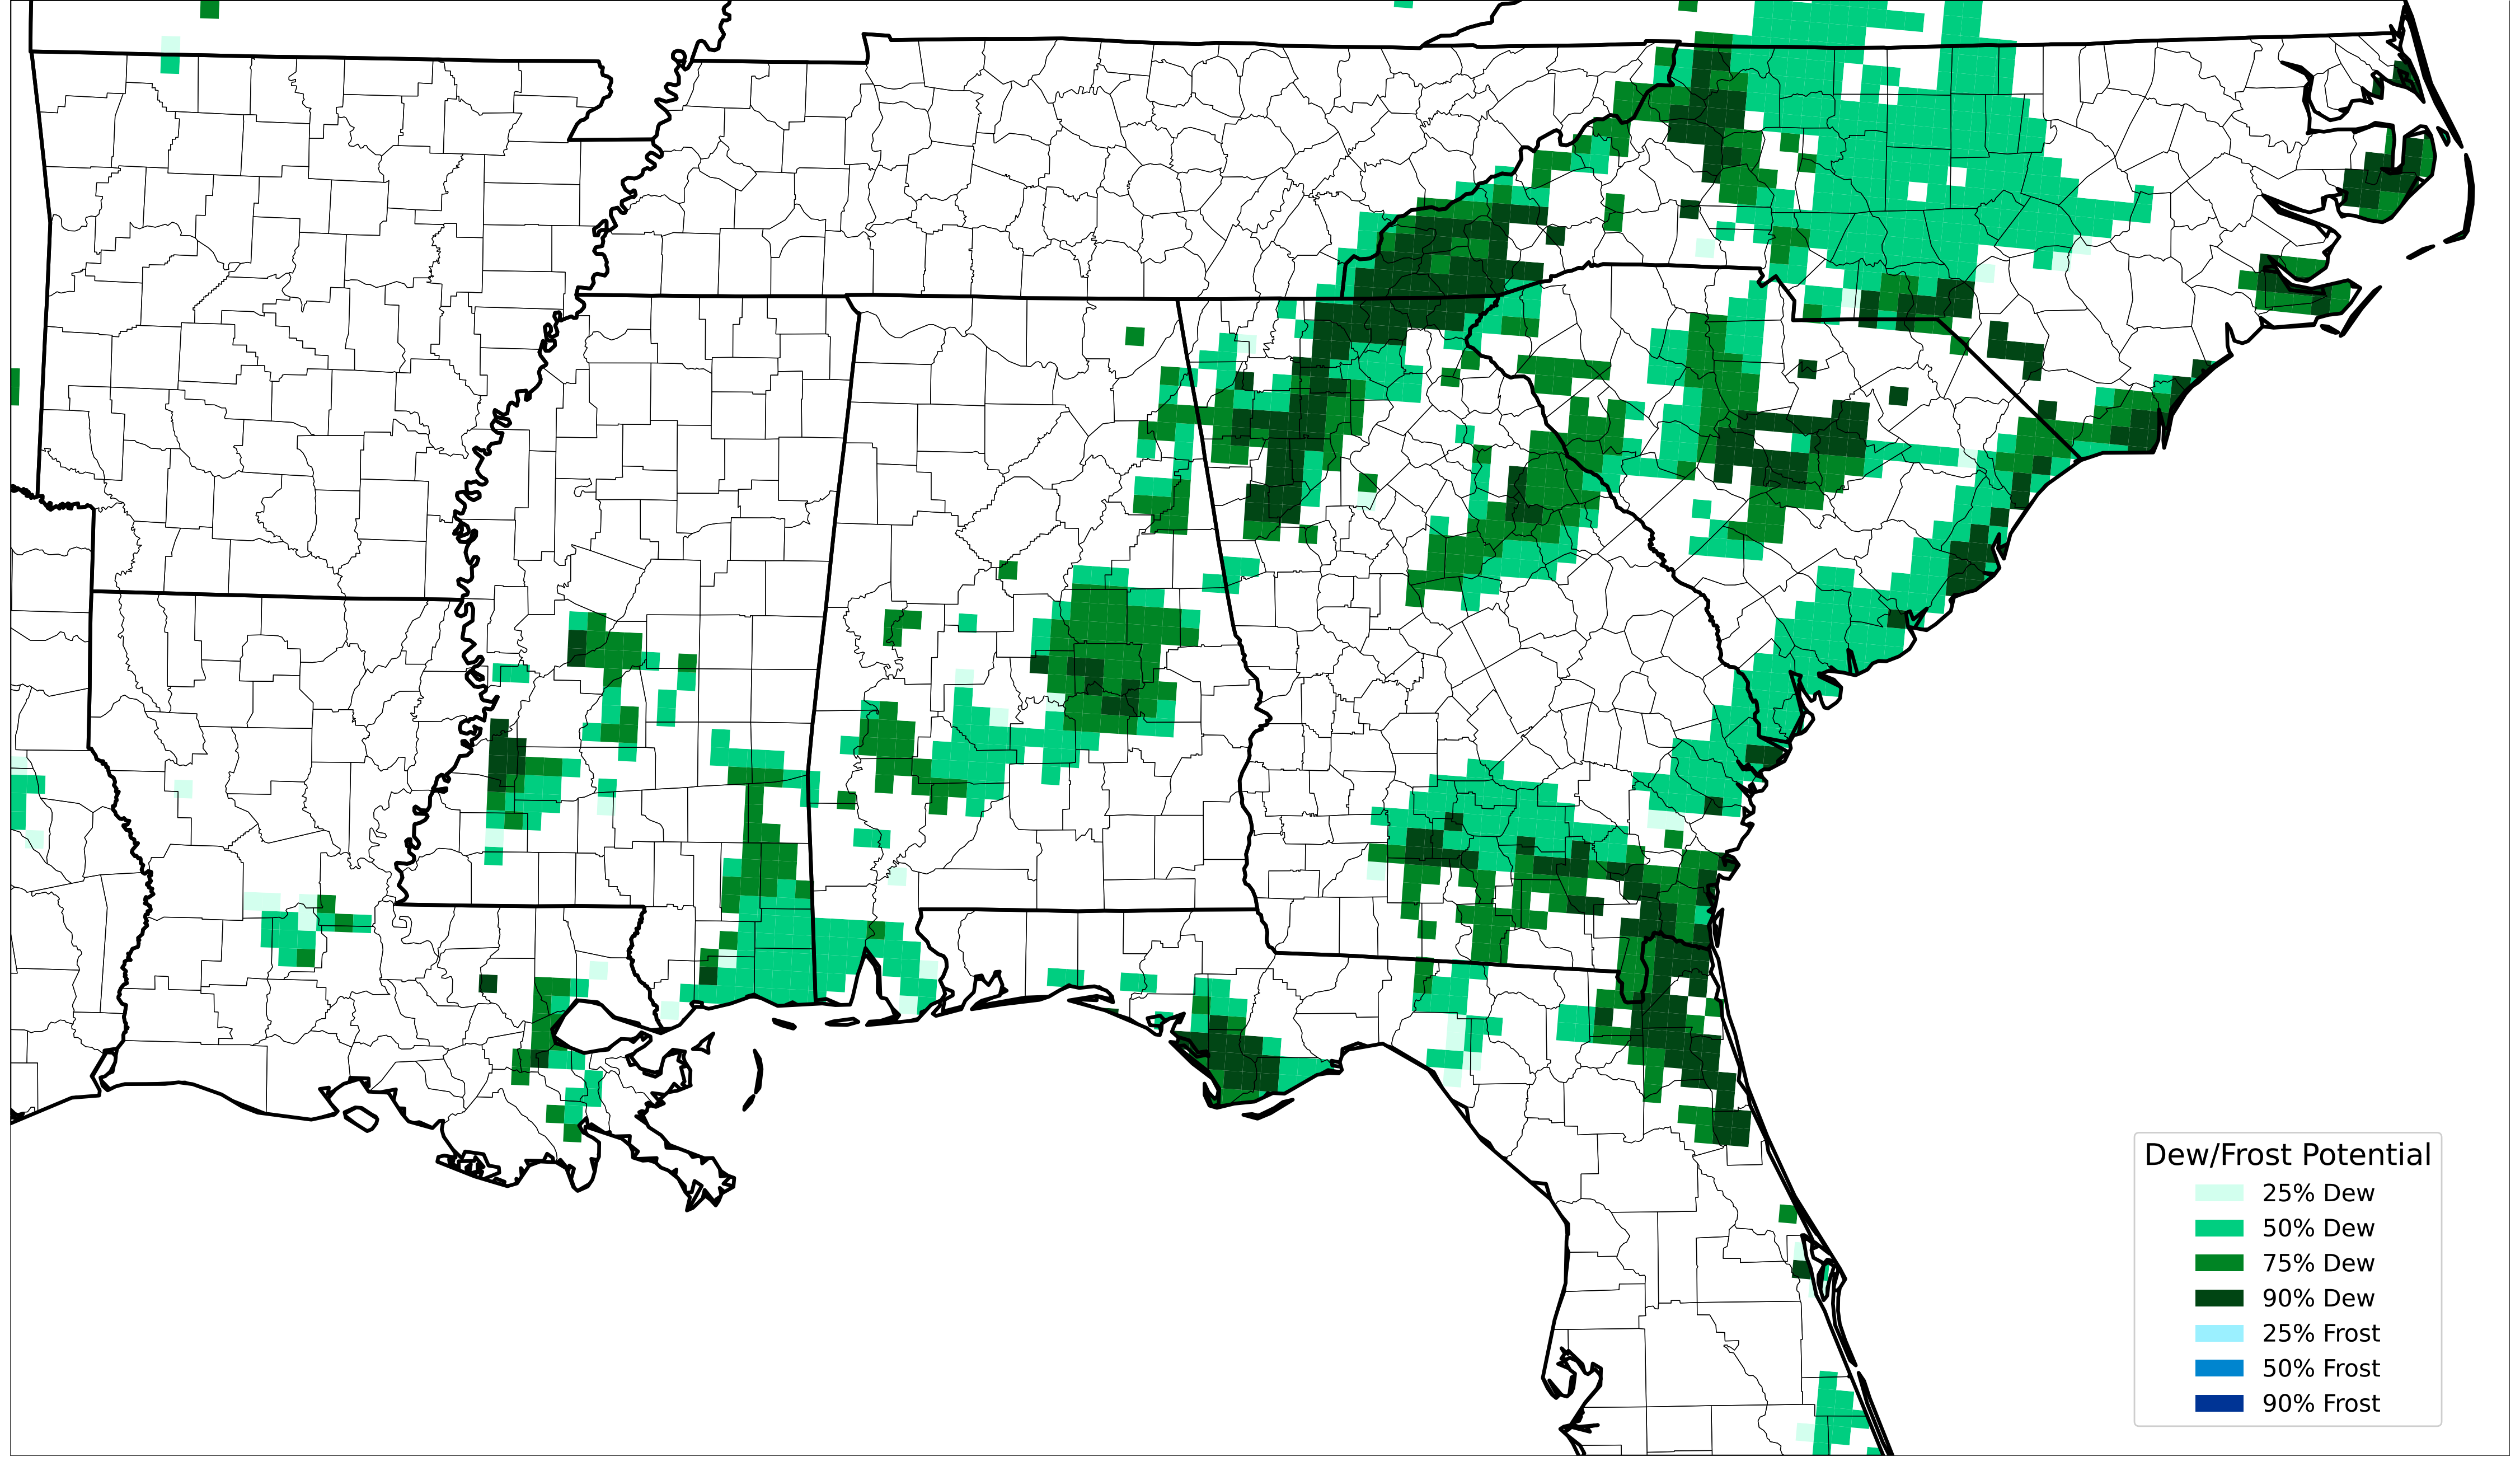 Dew/Frost Potential
25% Dew
50% Dew
75% Dew
90% Dew
25% Frost
50% Frost
90% Frost